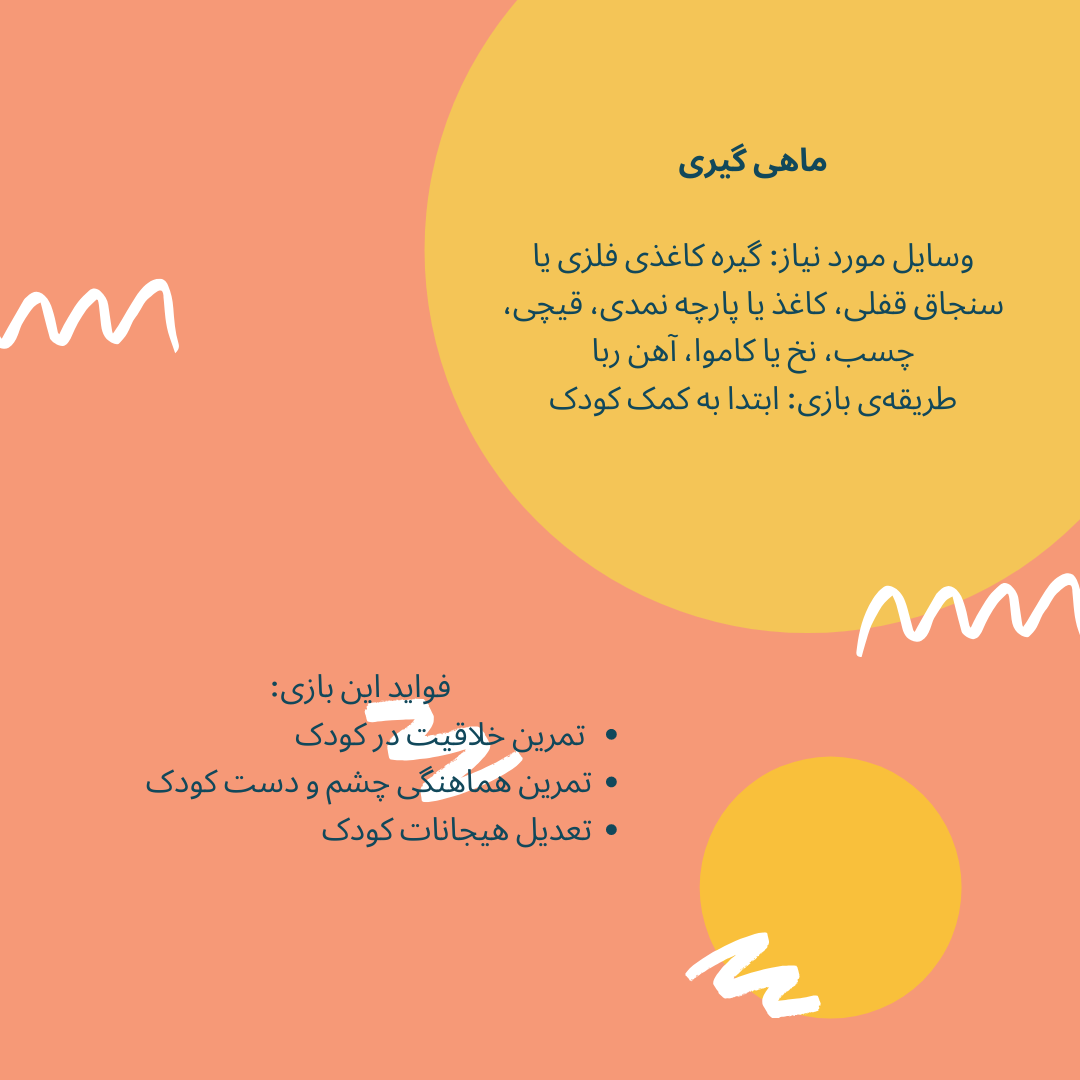 ماهی گیری
وسایل مورد نیاز: گیره کاغذی فلزی یا
سنجاق قفلی، کاغذ یا پارچه نمدی، قیچی،
چسب، نخ یا کاموا، آهن ربا
طریقه‌ی بازی: ابتدا به کمک کودک
فواید این بازی:
• تمرین خلاقیت در کودک
• تمرین هماهنگی چشم و دست کودک
• تعدیل هیجانات کودک